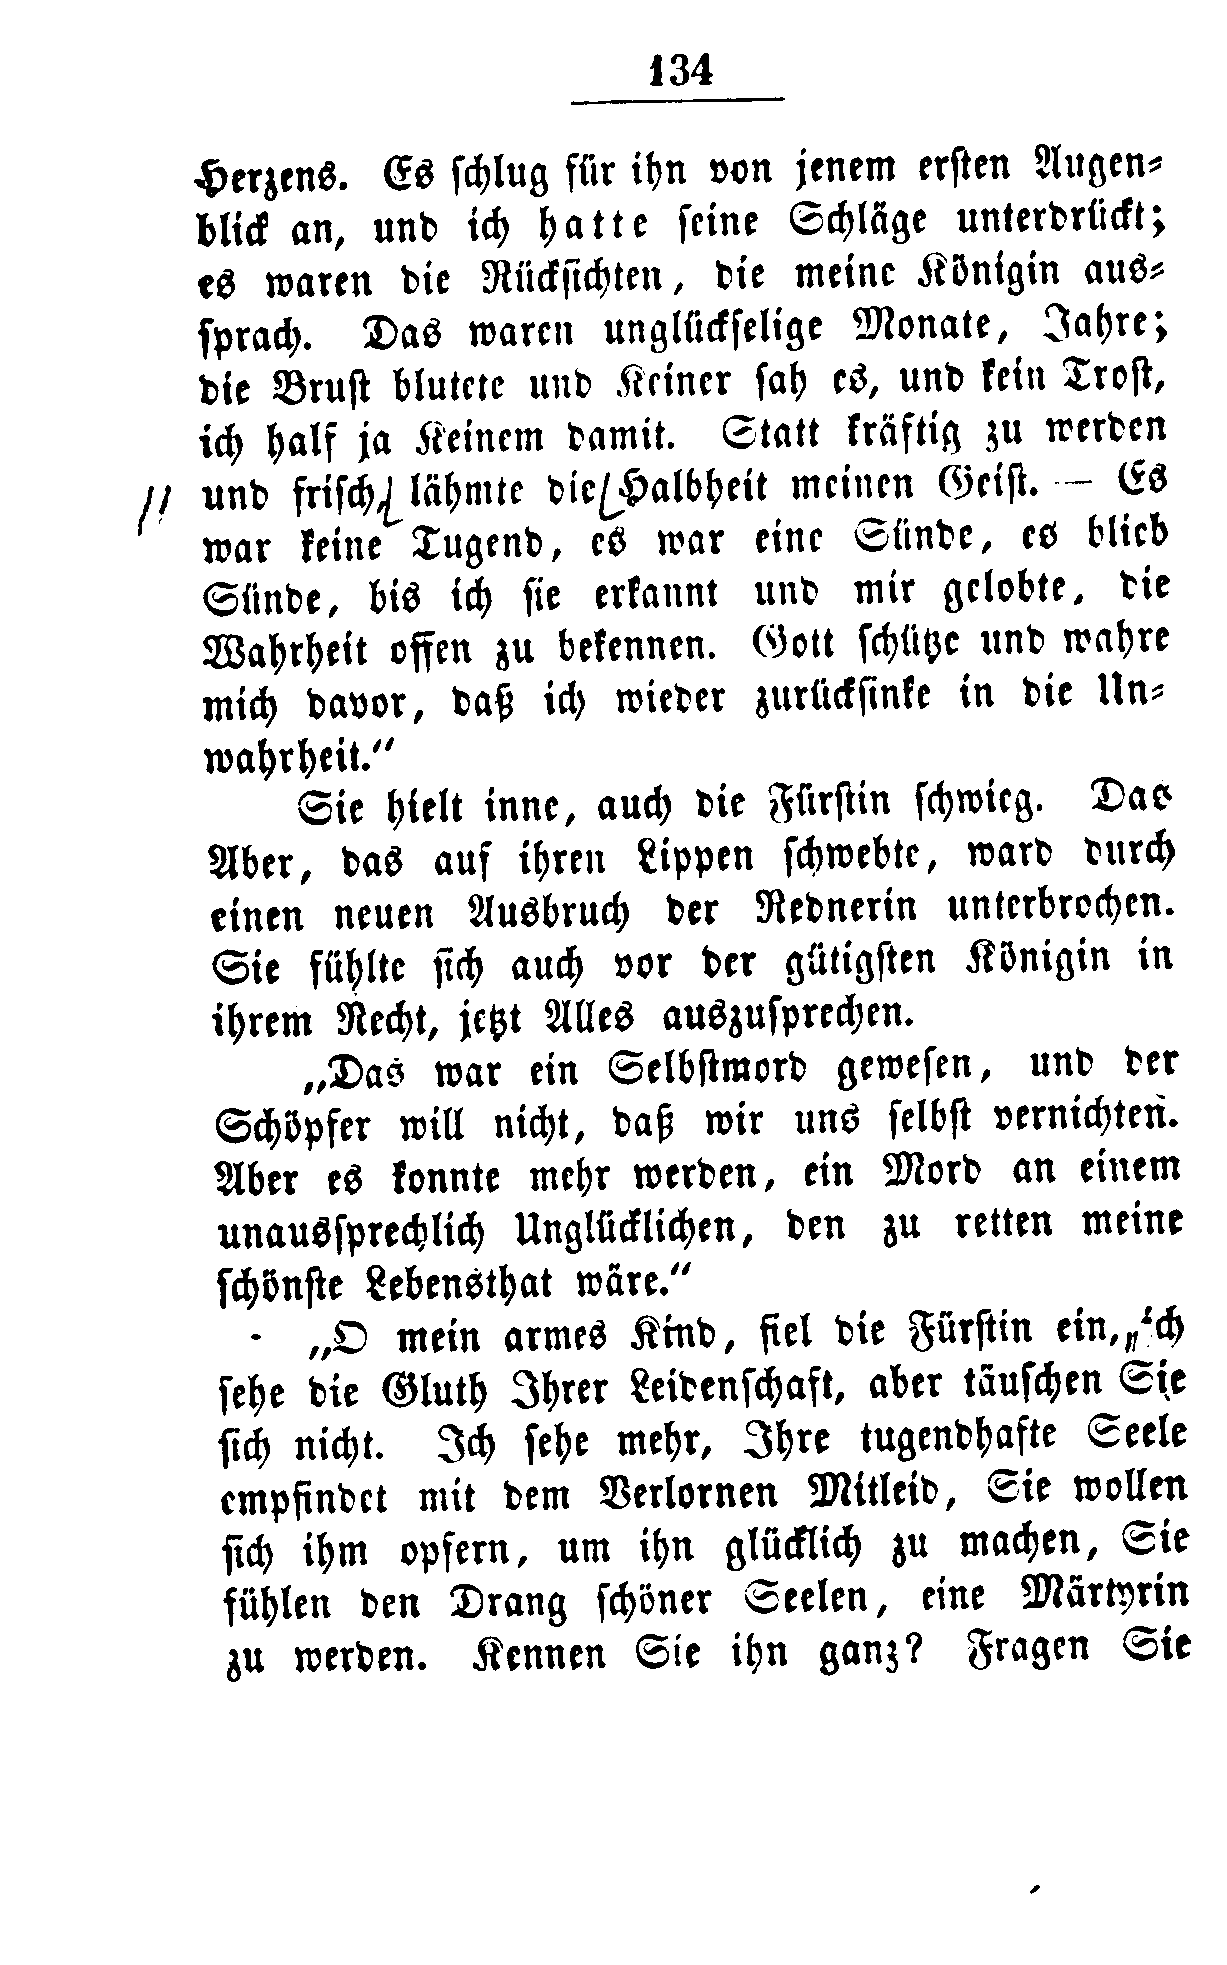 134
Herzens. Es schlug für ihn von jenem ersten Augen⸗
blick an, und ich hatte seine Schläge unterdrückt;
es waren die Rücksichten, die meine Königin aus⸗
sprach. Das waren unglückselige Monate, Jahre;
die Brust blutete und Keiner sah es, und kein Trost,
ich half ja Keinem damit. Statt kräftig zu werden
und frisch, lähmte die Halbheit meinen Geist. — Es
war keine Tugend, es war eine Sünde, es blieb
Sünde, bis ich sie erkannt und mir gelobte, die
Wahrheit offen zu bekennen. Gott schütze und wahre
mich davor, daß ich wieder zurücksinke in die Un⸗
wahrheit.“
Sie hielt inne, auch die Fürstin schwieg. Das
Aber, das auf ihren Lippen schwebte, ward durch
einen neuen Ausbruch der Rednerin unterbrochen.
Sie fühlte sich auch vor der gütigsten Königin in
ihrem Recht, jetzt Alles auszusprechen.
„Das war ein Selbstmord gewesen, und der
Schöpfer will nicht, daß wir uns selbst vernichten.
Aber es konnte mehr werden, ein Mord an einem
unaussprechlich Unglücklichen, den zu retten meine
schönste Lebensthat wäre.“
„O mein armes Kind, fiel die Fürstin ein, „ich
sehe die Gluth Ihrer Leidenschaft, aber täuschen Sie
sich nicht. Ich sehe mehr, Ihre tugendhafte Seele
empfindet mit dem Verlornen Mitleid, Sie wollen
sich ihm opfern, um ihn glücklich zu machen, Sie
fühlen den Drang schöner Seelen, eine Märtyrin
zu werden. Kennen Sie ihn ganz? Fragen Sie